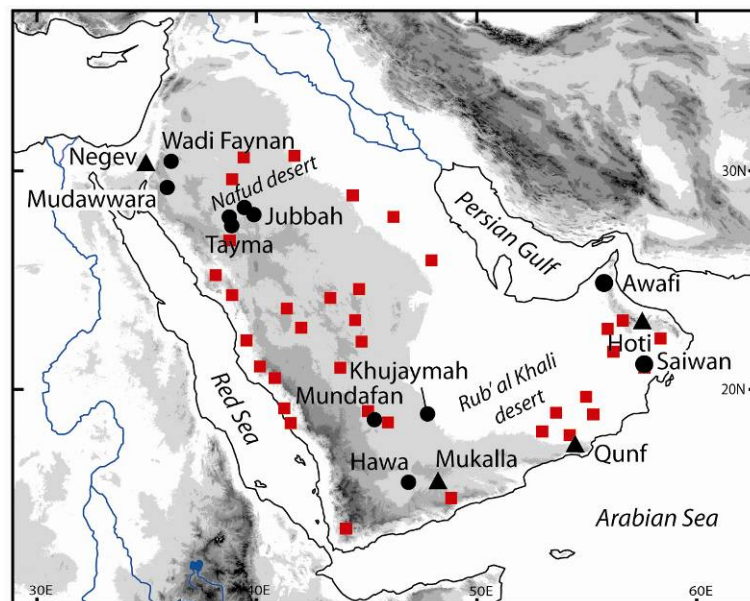 Wadi Faynan
Negev
Mudawwara
Nafud desert
Jubbah
Tayma
30N
Persian Gulf
Awafi
Hoti
Saiwan
Khujaymah
Mundafan
Rub' al Khali
desert
20N
Red Sea
Hawa
Mukalla
Qunf
Arabian Sea
30E
40E
50E
60E